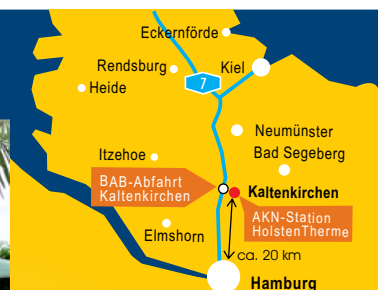 Eckernförde
Rendsburg
Kiel
7
Heide
Neumünster
Itzehoe
Bad Segeberg
BAB-Abfahrt
Kaltenkirchen
Kaltenkirchen
AKN-Station
HolstenTherme
Elmshorn
ca. 20 km
Hamburg